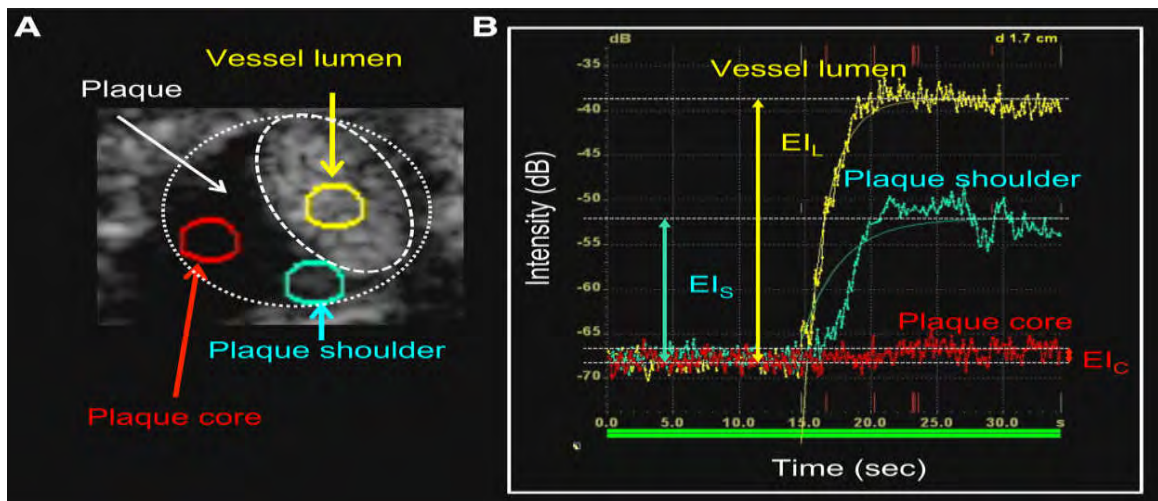 A
Vessel lumen
Plaque
Plaque core
Plaque shoulder
B
dB
d 1.7 cm
Intensity (dB)
-35
-40
-45
-50
-55
-60
-65
-70
Vessel lumen
EIL
Plaque shoulder
EIS
Plaque core
EIC
0.0 5.0 10.0 15.0 20.0 25.0 30.0 s
Time (sec)